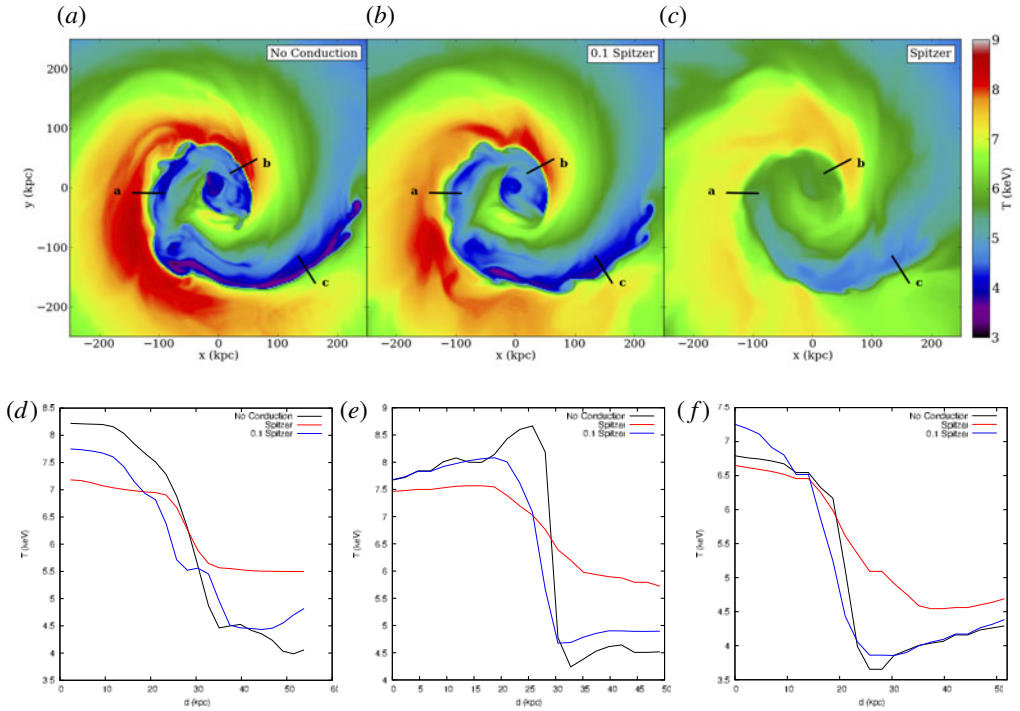 (a)
(b)
(c)
No Conduction
0.1 Spitzer
Spitzer
200
100
0
−100
−200
y (kpc)
a
b
c
a
b
c
a
b
c
9
8
7
6
5
4
3
T (keV)
−200 −100 0 100 200
−200 −100 0 100 200
−200 −100 0 100 200
x (kpc)
x (kpc)
x (kpc)
(d)
8.5
8
7.5
7
6.5
6
5.5
5
4.5
4
3.5
T (keV)
No Conduction
Spitzer
0.1 Spitzer
0 10 20 30 40 50 60
d (kpc)
(e)
9
8.5
8
7.5
7
6.5
6
5.5
5
4.5
4
T (keV)
No Conduction
Spitzer
0.1 Spitzer
0 5 10 15 20 25 30 35 40 45 50
d (kpc)
(f)
7.5
7
6.5
6
5.5
5
4.5
4
3.5
T (keV)
No Conduction
Spitzer
0.1 Spitzer
0 10 20 30 40 50
d (kpc)